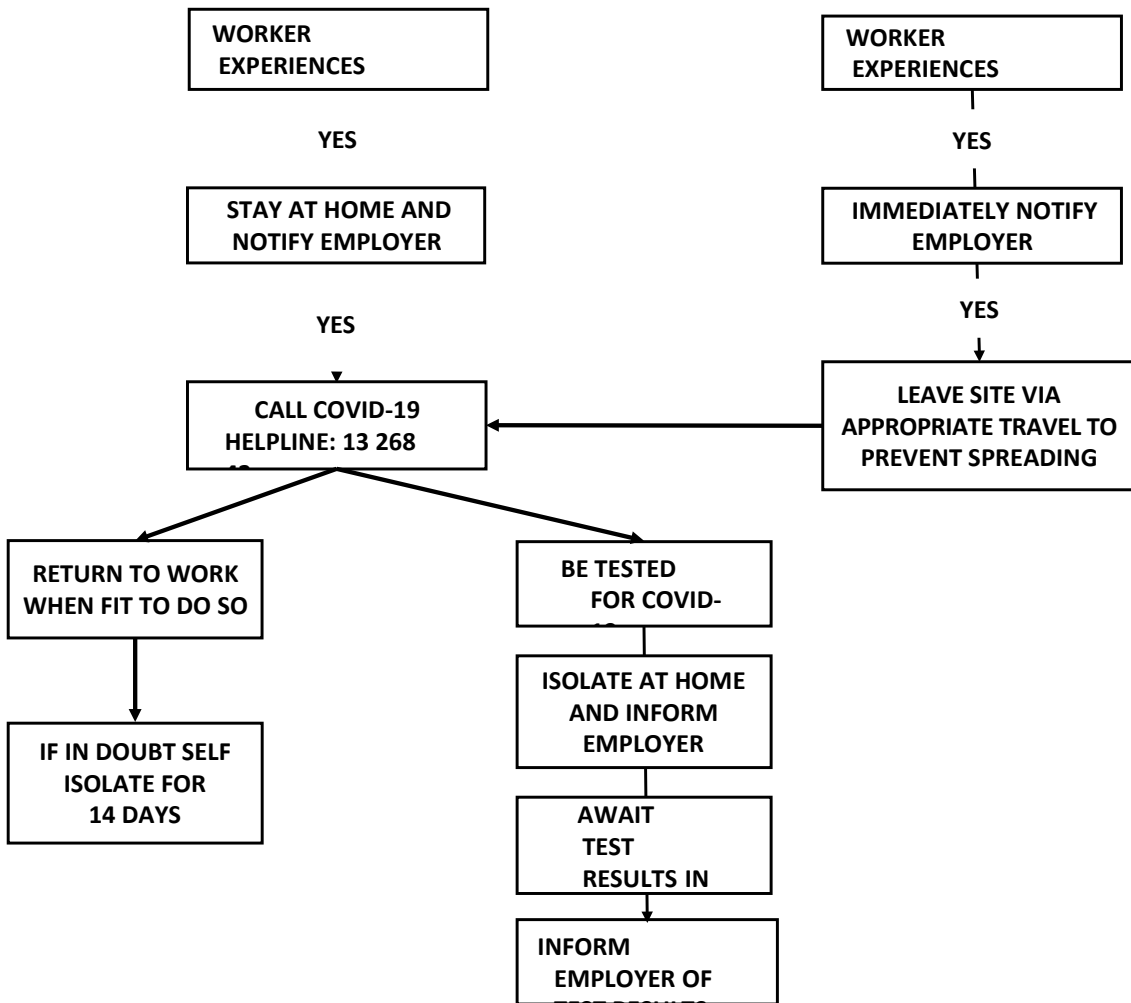 WORKER
EXPERIENCES
YES
STAY AT HOME AND
NOTIFY EMPLOYER
YES
CALL COVID-19
HELPLINE: 13 268
WORKER
EXPERIENCES
YES
IMMEDIATELY NOTIFY
EMPLOYER
YES
LEAVE SITE VIA
APPROPRIATE TRAVEL TO
PREVENT SPREADING
RETURN TO WORK
WHEN FIT TO DO SO
IF IN DOUBT SELF
ISOLATE FOR
14 DAYS
BE TESTED
FOR COVID-
ISOLATE AT HOME
AND INFORM
EMPLOYER
AWAIT
TEST
RESULTS IN
INFORM
EMPLOYER OF
TEST RESULTS